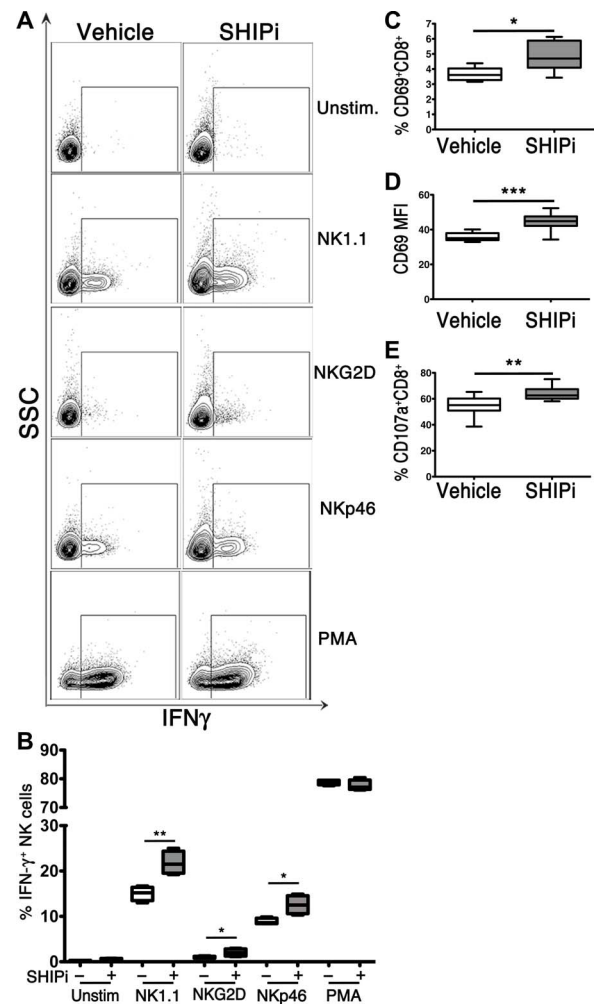 A
Vehicle SHIPi
Unstim.
NK1.1
NKG2D
NKp46
PMA
SSC
IFNγ
B
% IFN-γ⁺ NK cells
90
80
70
30
20
10
0
** * *
SHIPi – + – + – + – + – +
Unstim NK1.1 NKG2D NKp46 PMA
C
% CD69⁺CD8⁺
7
6
5
4
3
2
1
0
*
Vehicle SHIPi
D
CD69 MFI
60
40
20
0
***
Vehicle SHIPi
E
% CD107a⁺CD8⁺
80
60
40
20
0
**
Vehicle SHIPi